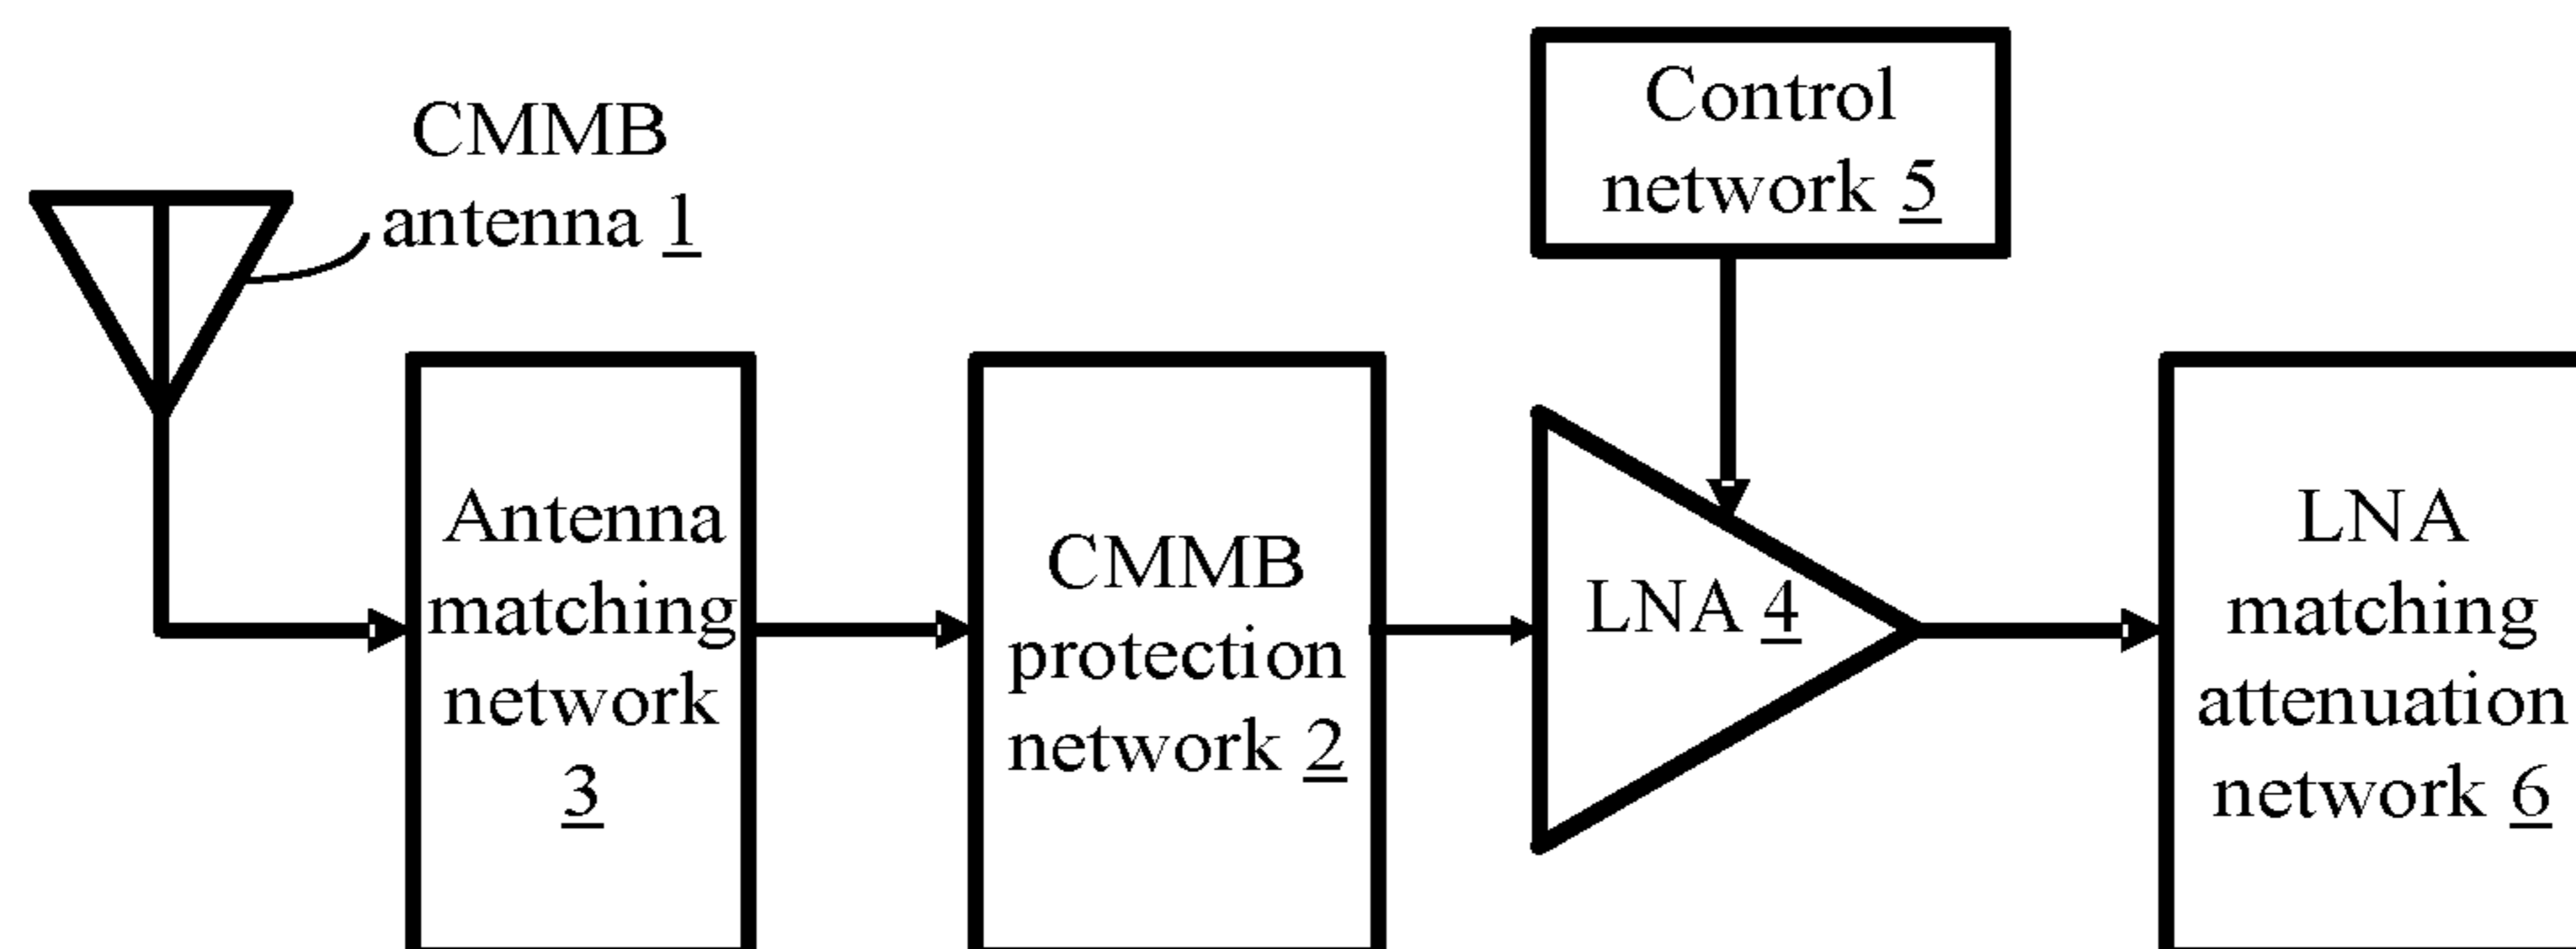 CMMB
antenna 1
Control
network 5
Antenna
matching
network
3
CMMB
protection
network 2
LNA 4
LNA
matching
attenuation
network 6